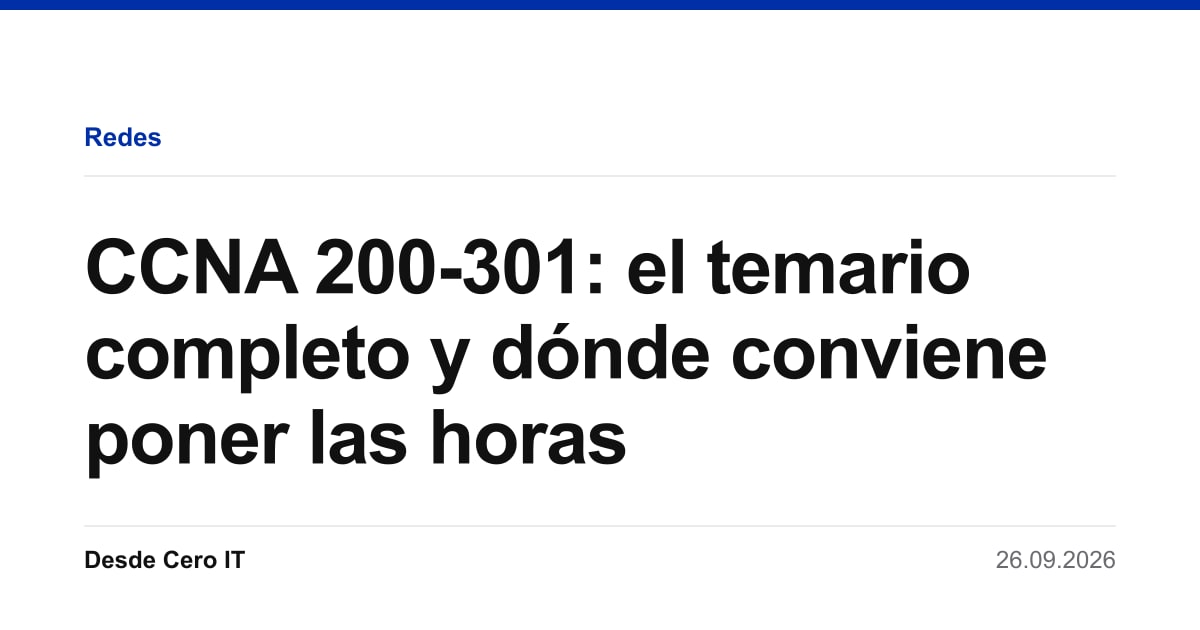 Redes
CCNA 200-301: el temario
completo y dónde conviene
poner las horas
Desde Cero IT
26.09.2026